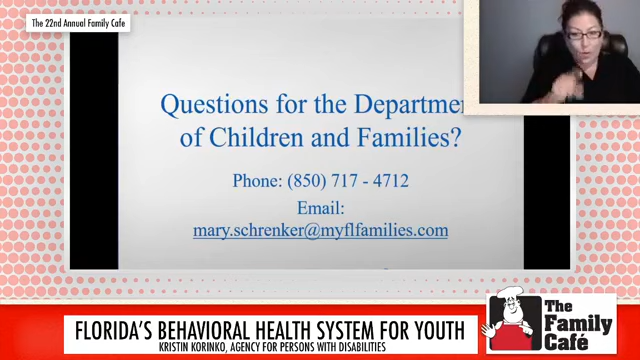 The 22nd Annual Family Cafe
Questions for the Departmen
of Children and Families?
Phone: (850) 717 - 4712
Email:
mary.schrenker@myflfamilies.com
FLORIDA'S BEHAVIORAL HEALTH SYSTEM FOR YOUTH
KRISTIN KORINKO, AGENCY FOR PERSONS WITH DISABILITIES
The
Family
Café